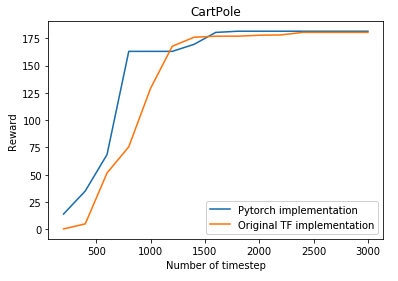 CartPole
Reward
175
150
125
100
75
50
25
0
Pytorch implementation
Original TF implementation
500
1000
1500
2000
2500
3000
Number of timestep